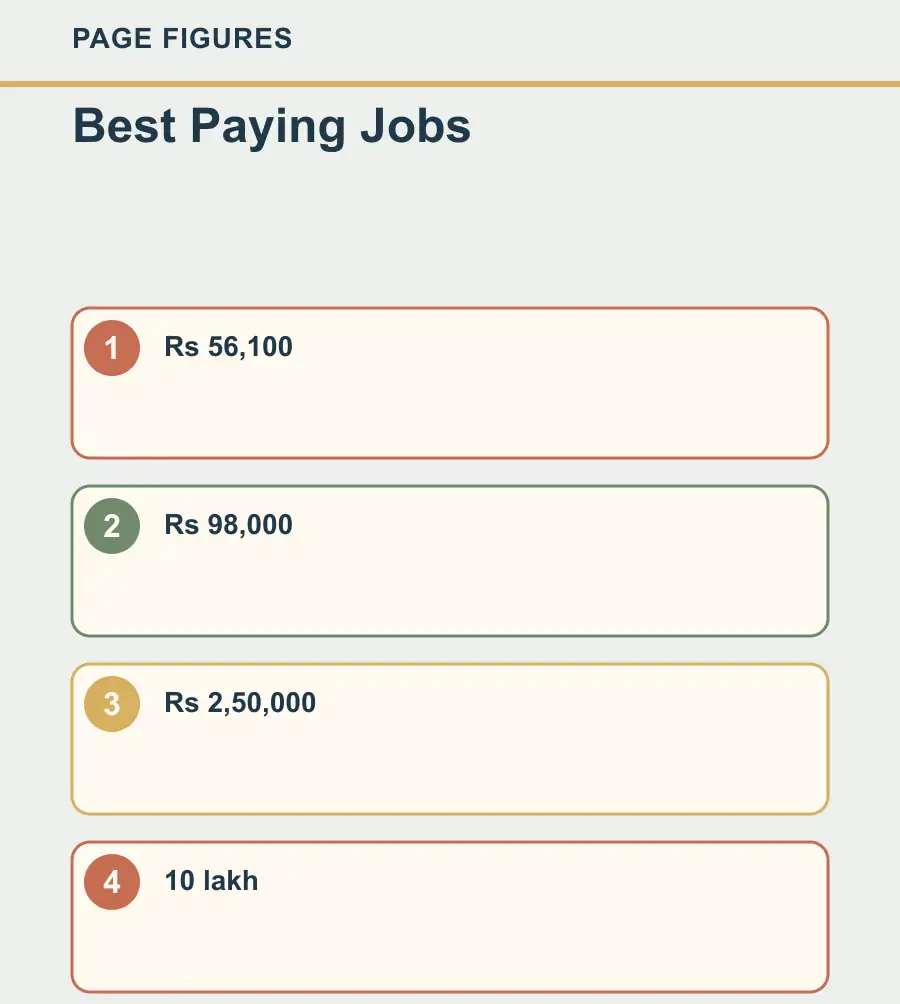 PAGE FIGURES
Best Paying Jobs
1 Rs 56,100
2 Rs 98,000
3 Rs 2,50,000
4 10 lakh